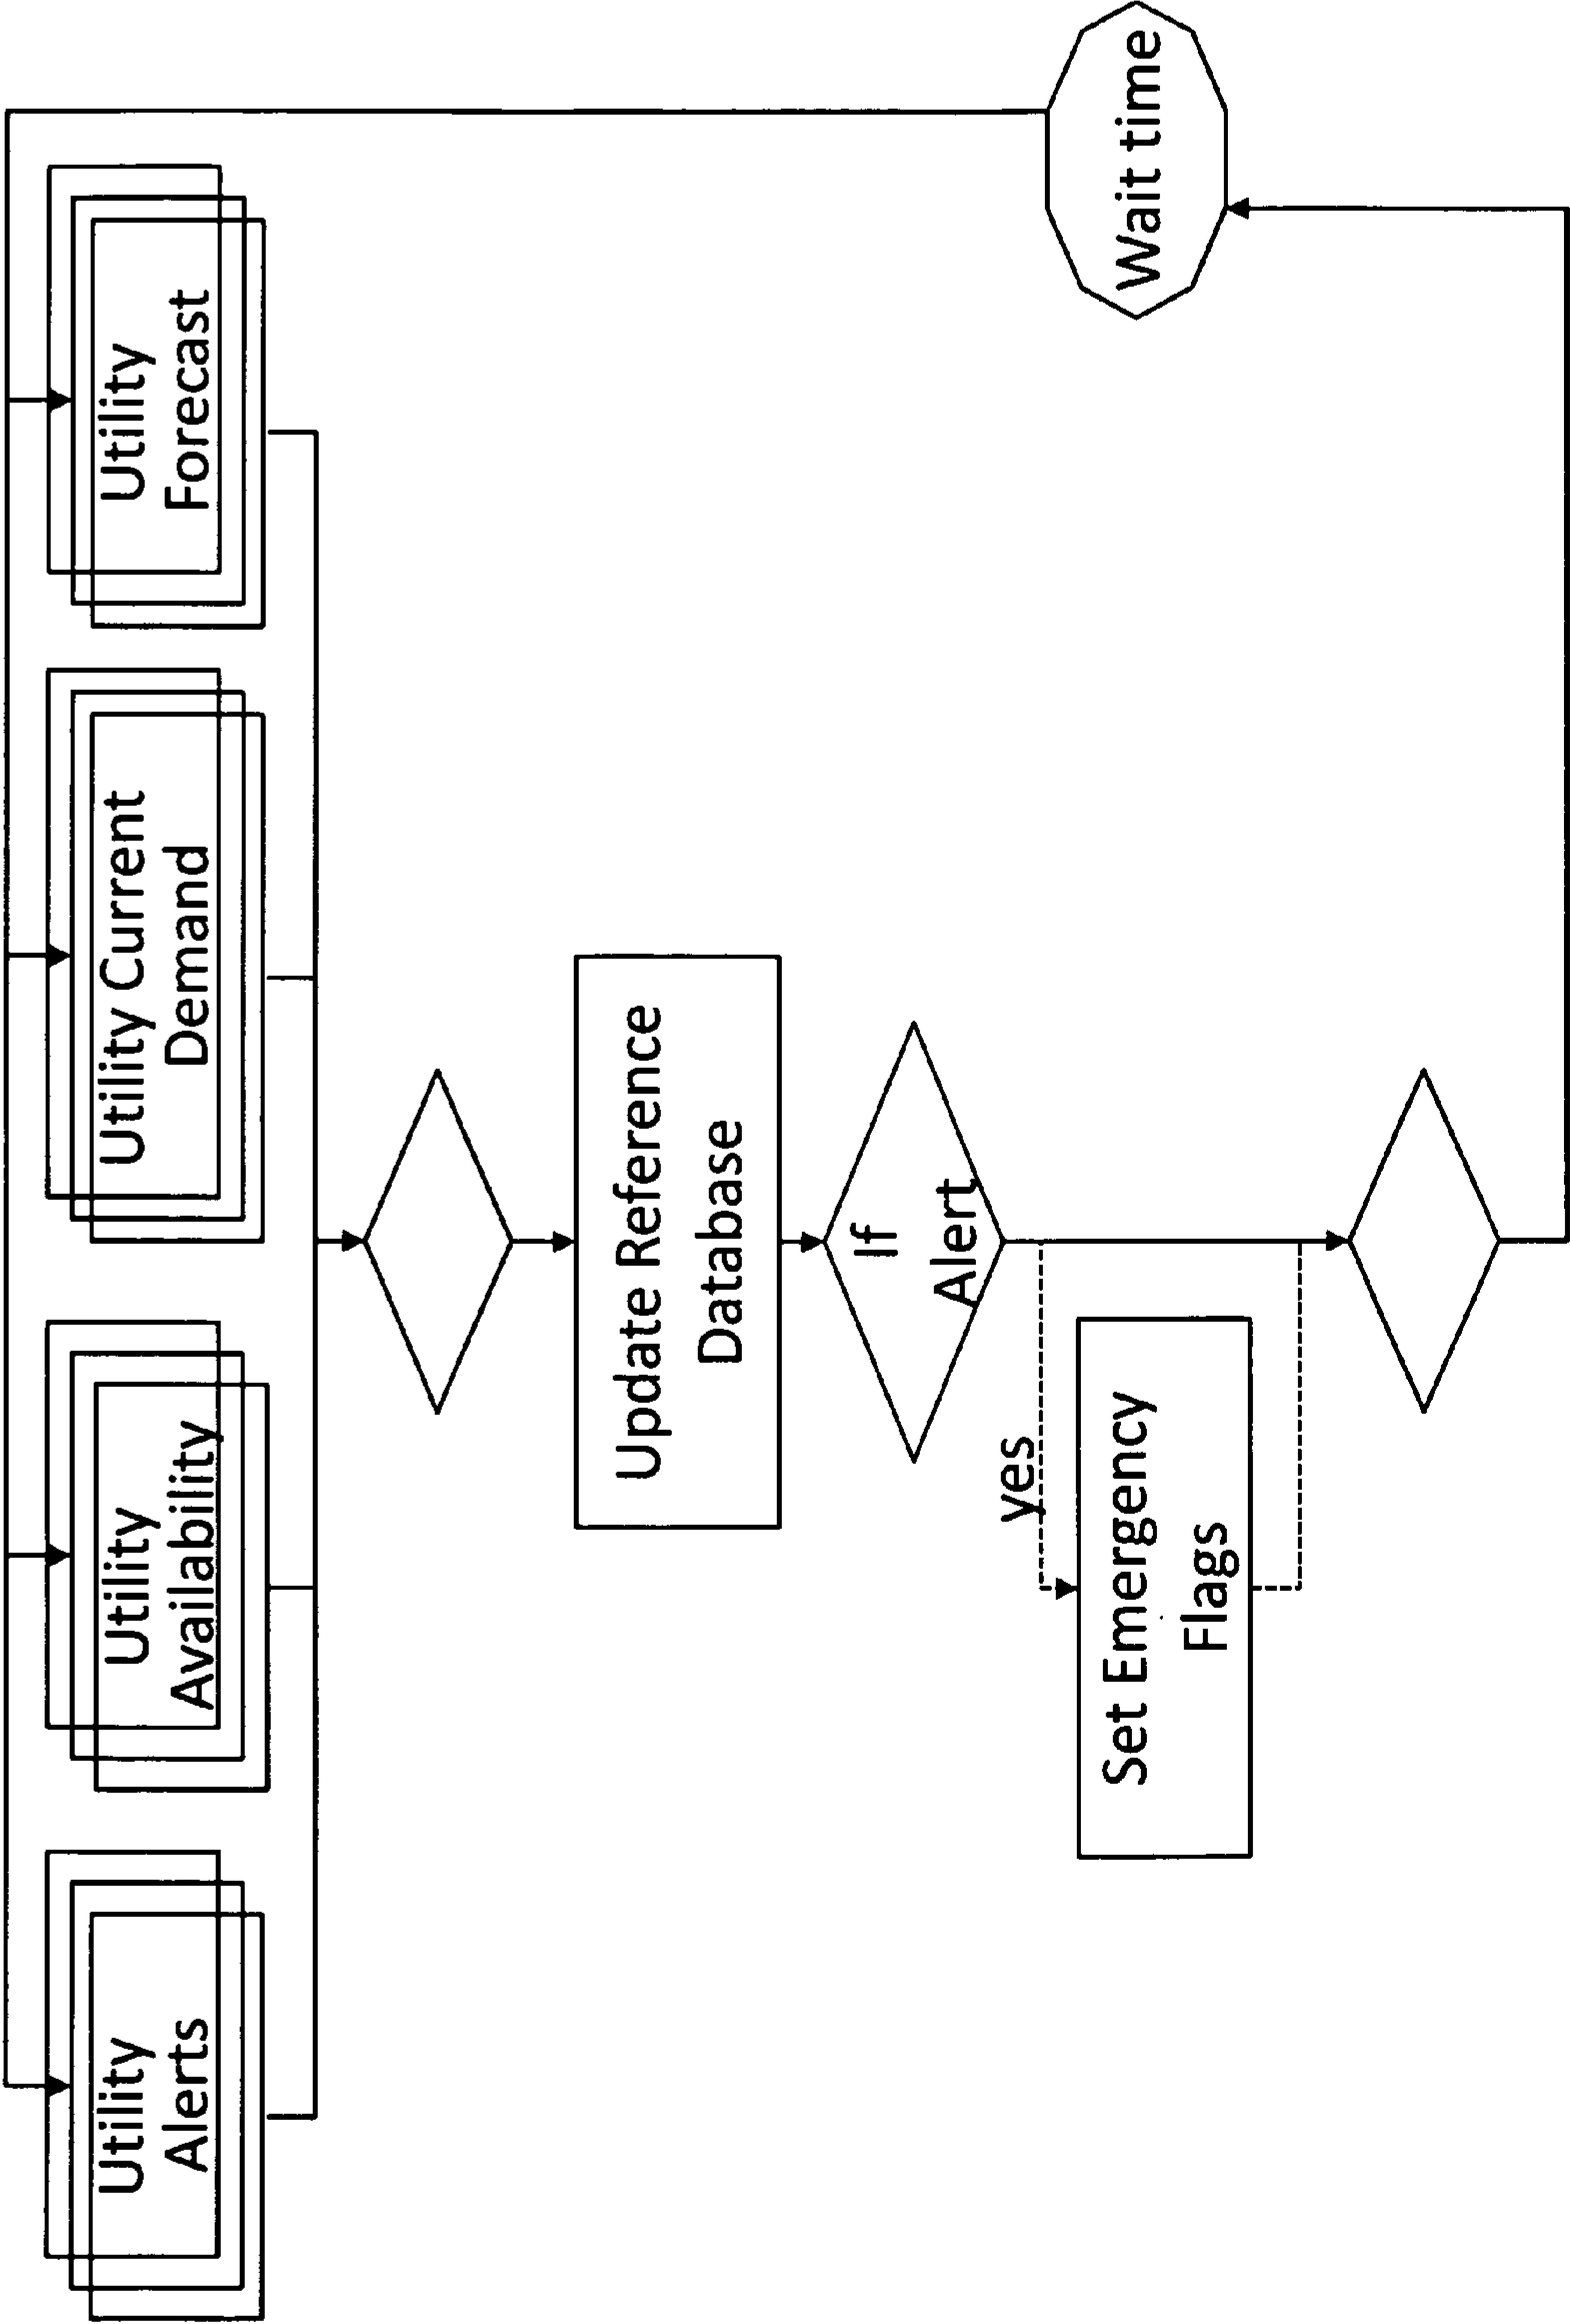 Utility
Alerts
Utility
Availability
Utility Current
Demand
Utility
Forecast
Update Reference
Database
If
Alert
yes
Set Emergency
Flags
Wait time